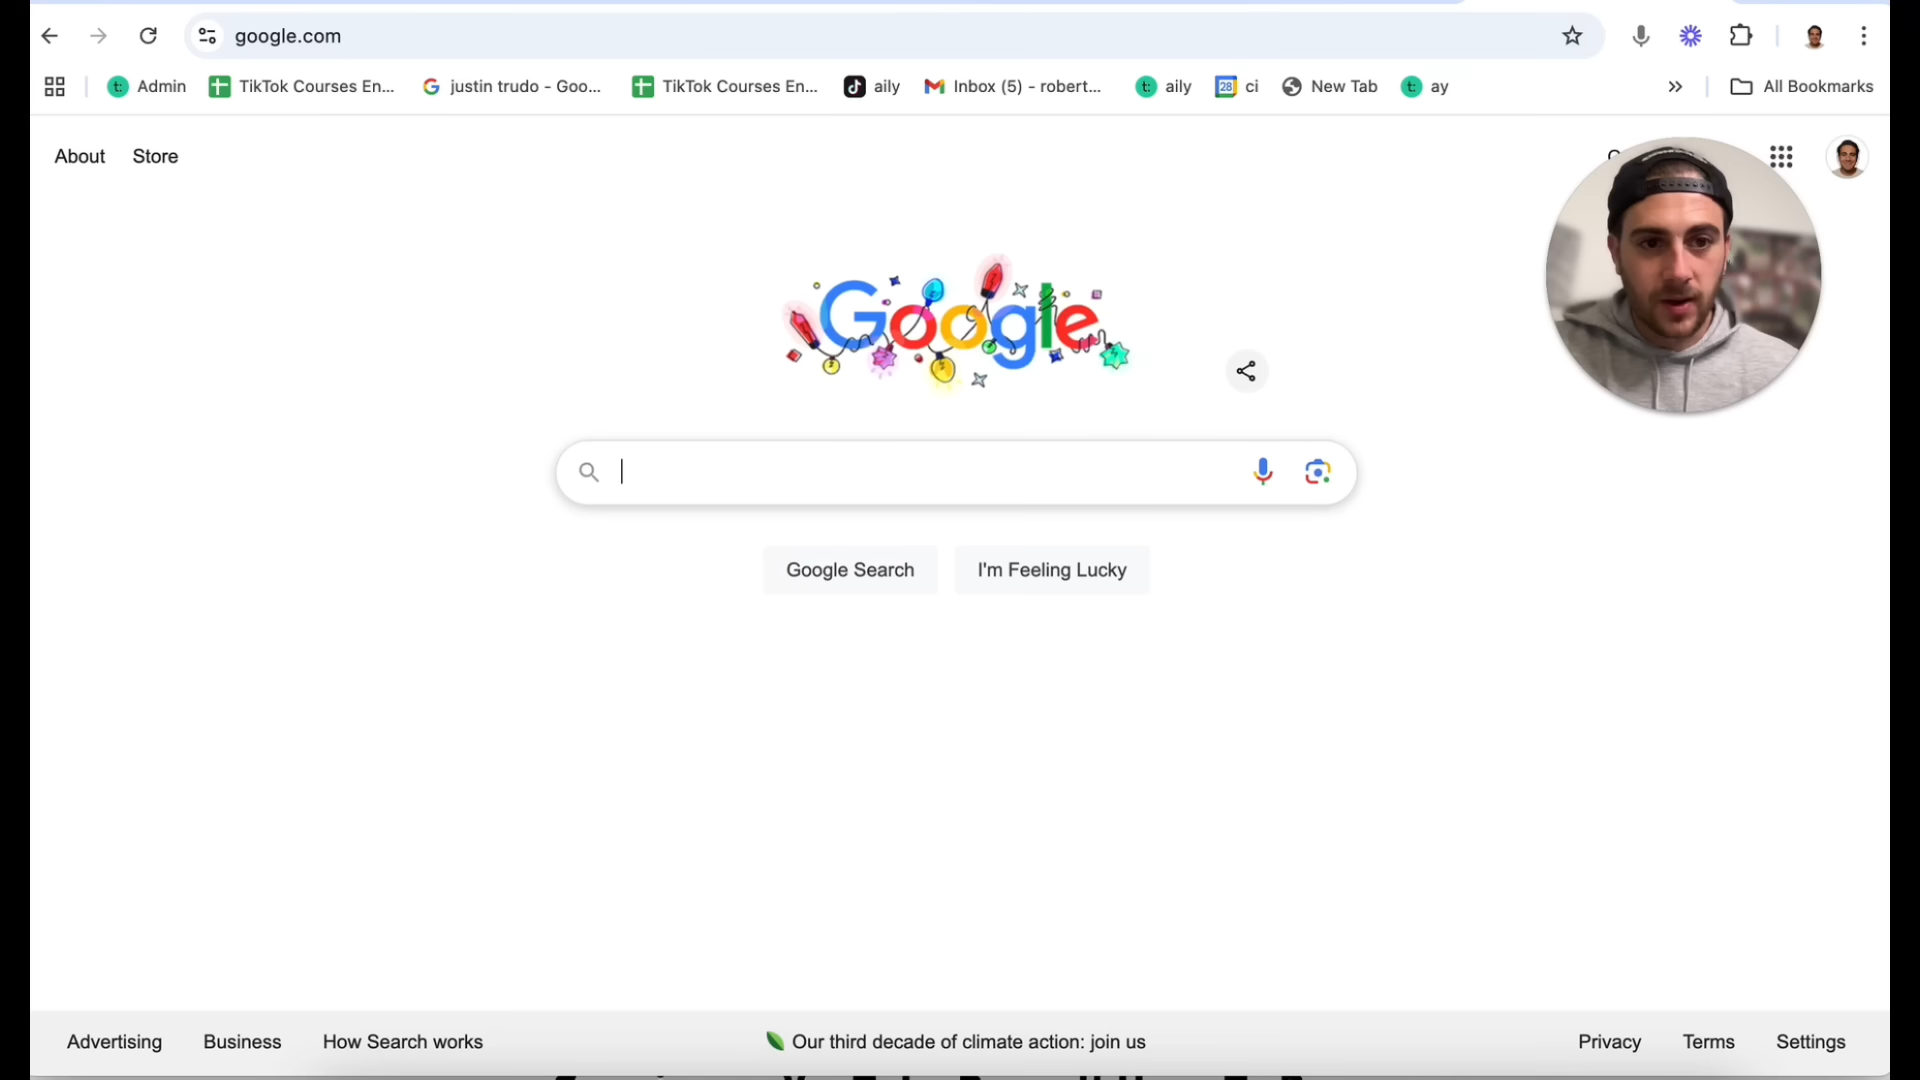 google.com
Admin TikTok Courses En... justin trudo - Goo... TikTok Courses En... aily Inbox (5) - robert... aily 28 ci New Tab ay All Bookmarks
About Store
Google
Google Search I'm Feeling Lucky
Advertising Business How Search works Our third decade of climate action: join us Privacy Terms Settings